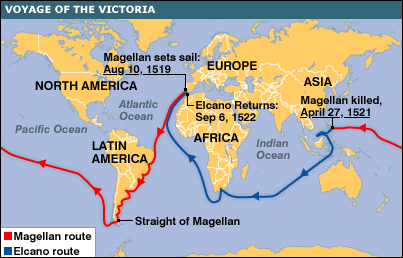 VOYAGE OF THE VICTORIA
Magellan sets sail:
Aug 10, 1519
EUROPE
ASIA
NORTH AMERICA
Elcano Returns:
Sep 6, 1522
Magellan killed,
April 27, 1521
Atlantic
Ocean
Pacific Ocean
AFRICA
Indian
Ocean
LATIN
AMERICA
Straight of Magellan
Magellan route
Elcano route